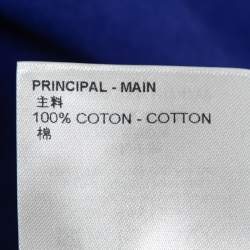 PRINCIPAL - MAIN
主料
100% COTON - COTTON
棉